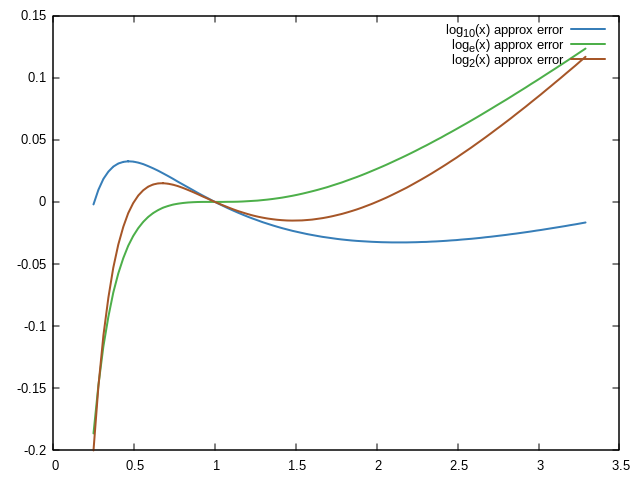 0.15
log10(x) approx error
loge(x) approx error
log2(x) approx error
0.1
0.05
0
-0.05
-0.1
-0.15
-0.2
0 0.5 1 1.5 2 2.5 3 3.5